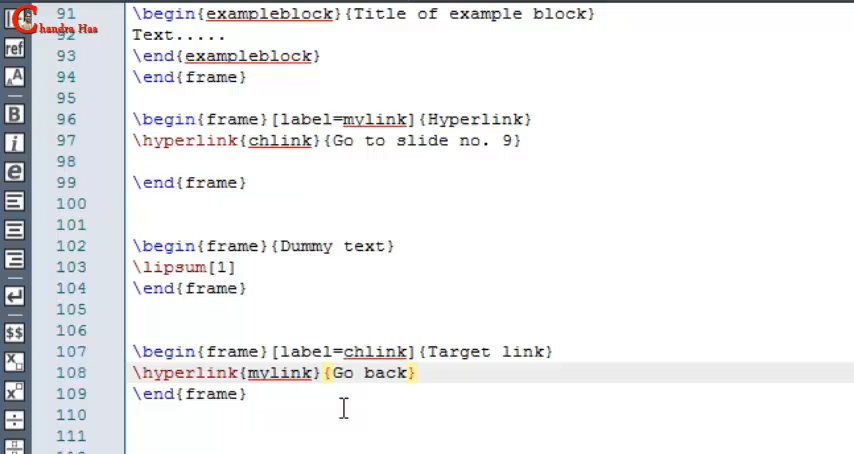 Chandra Haa
91 \begin{exampleblock}{Title of example block}
92 Text.....
93 \end{exampleblock}
94 \end{frame}
95
96 \begin{frame}[label=mylink]{Hyperlink}
97 \hyperlink{chlink}{Go to slide no. 9}
98
99 \end{frame}
100
101
102 \begin{frame}{Dummy text}
103 \lipsum[1]
104 \end{frame}
105
106
107 \begin{frame}[label=chlink]{Target link}
108 \hyperlink{mylink}{Go back}
109 \end{frame}
110
111
ref
A A
B
i
e
$$